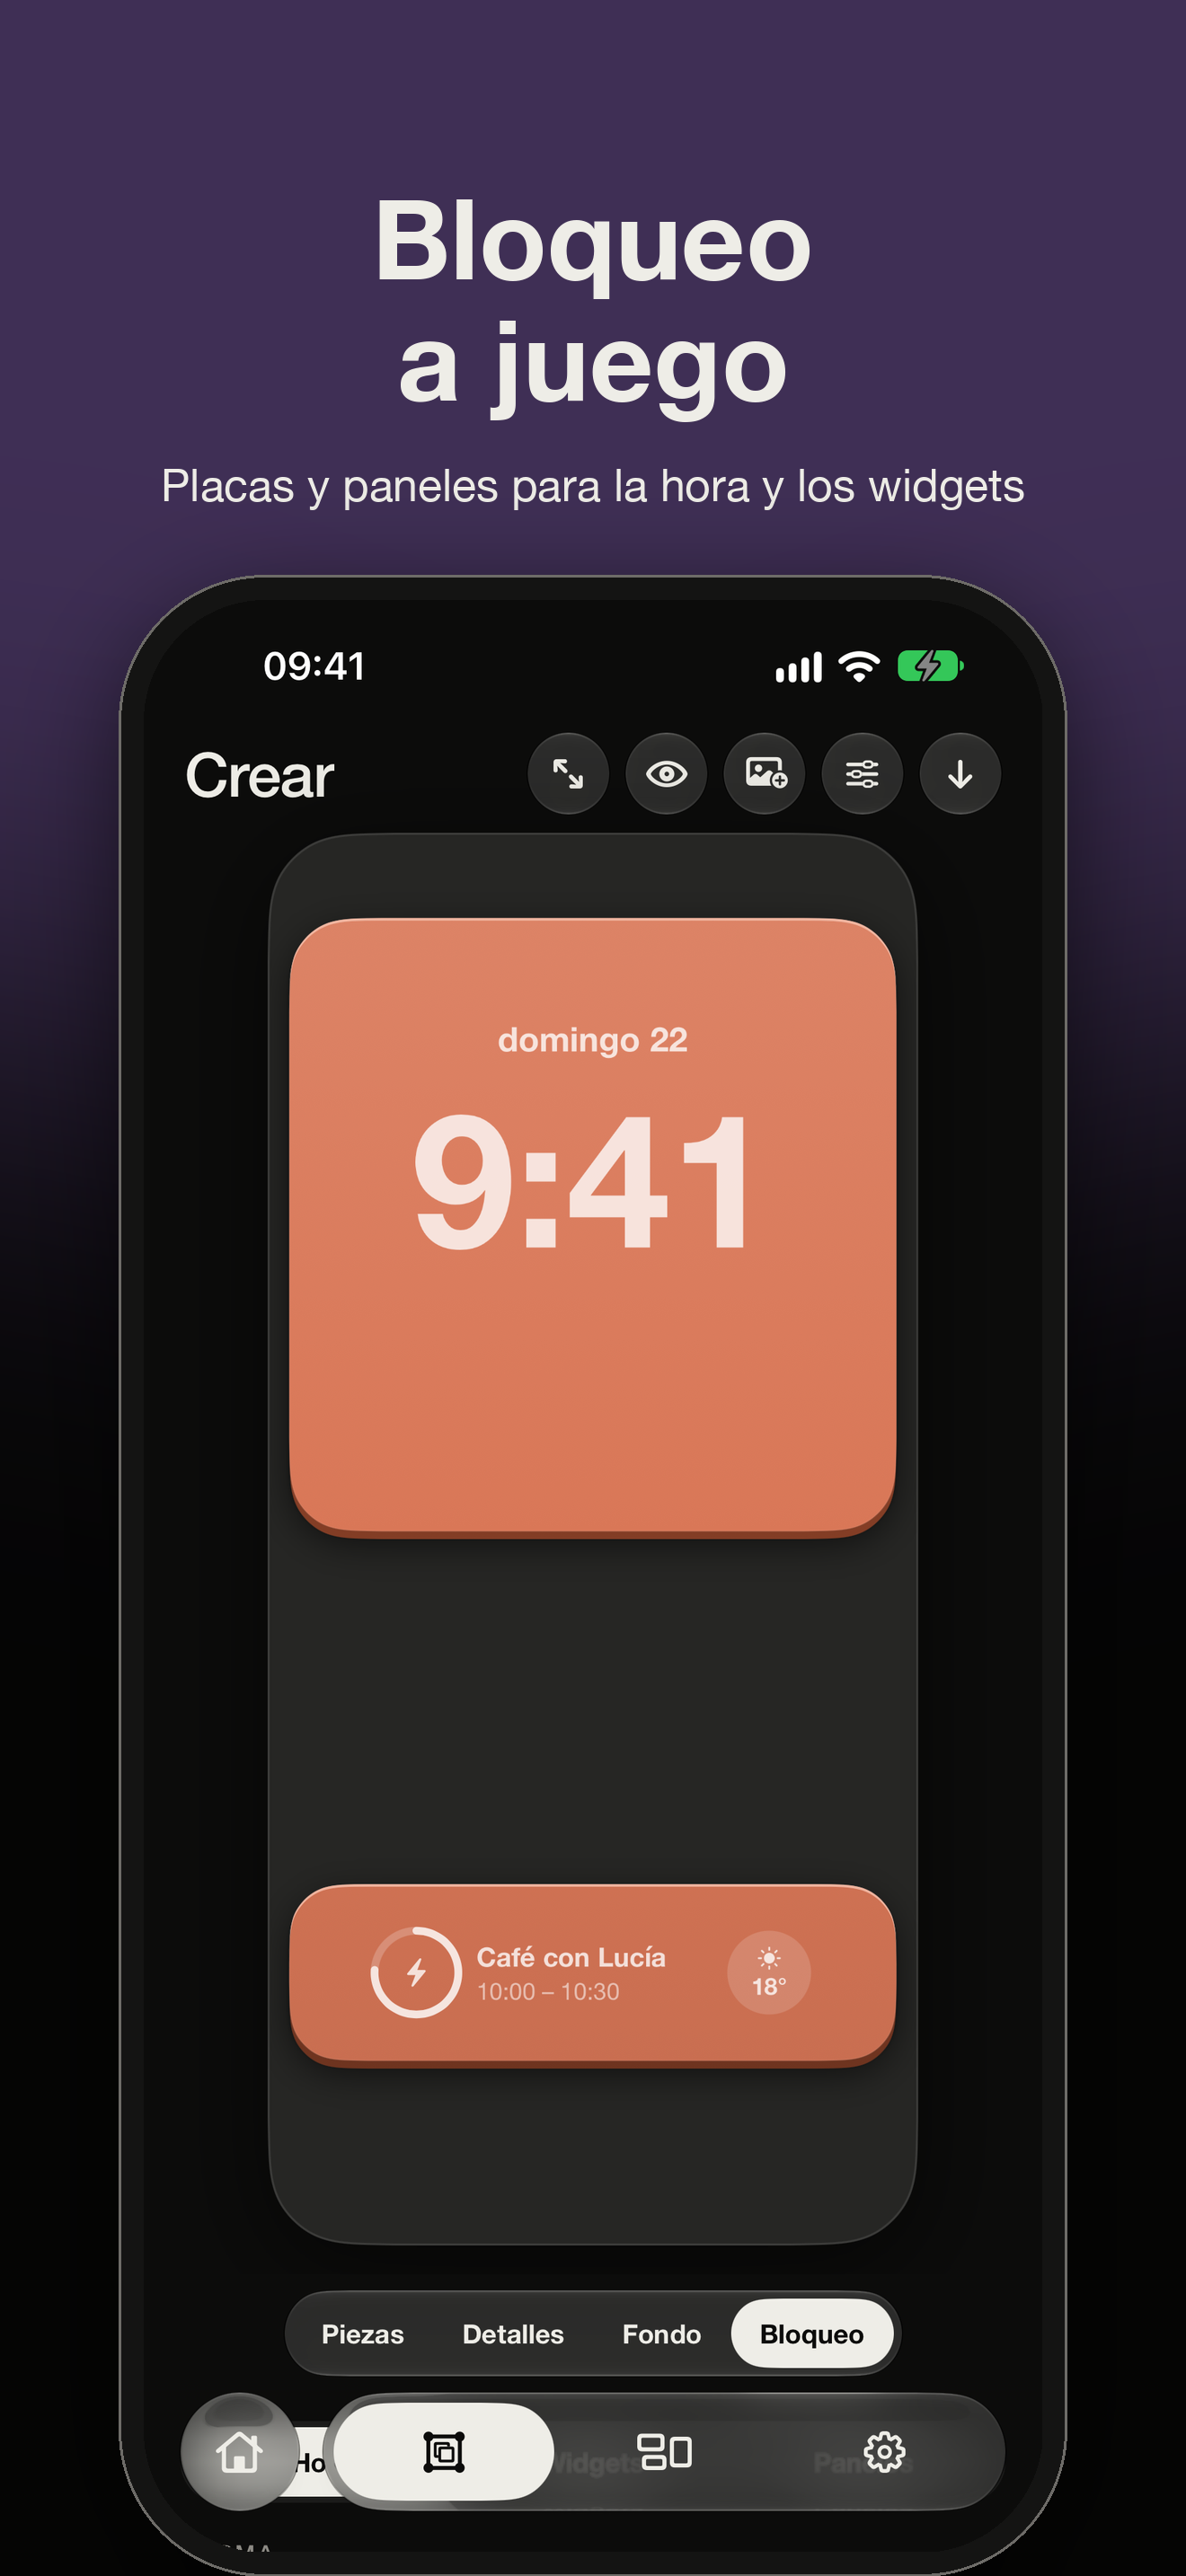 Bloqueo
a juego
Placas y paneles para la hora y los widgets
09:41
Crear
domingo 22
9:41
Café con Lucía
10:00 – 10:30
18°
Piezas Detalles Fondo Bloqueo
Widgets